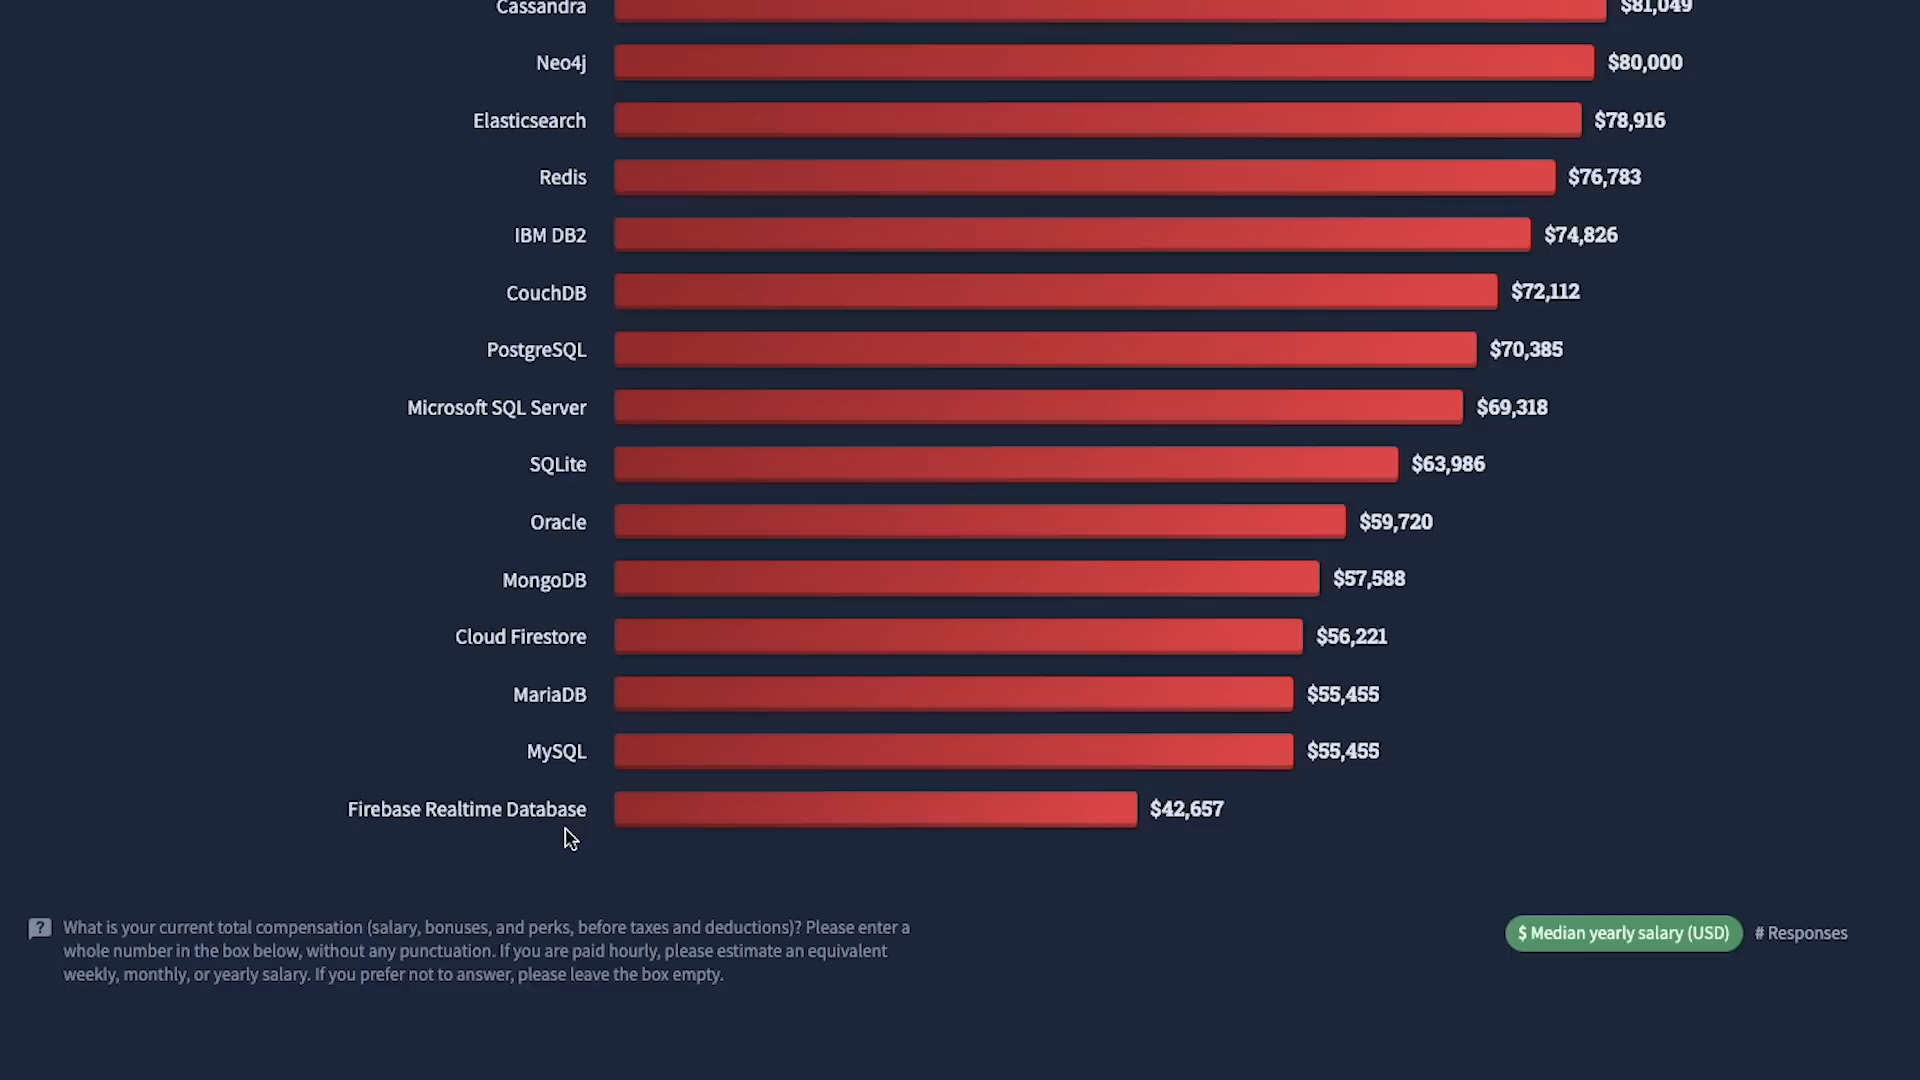 Cassandra $81,049
Neo4j $80,000
Elasticsearch $78,916
Redis $76,783
IBM DB2 $74,826
CouchDB $72,112
PostgreSQL $70,385
Microsoft SQL Server $69,318
SQLite $63,986
Oracle $59,720
MongoDB $57,588
Cloud Firestore $56,221
MariaDB $55,455
MySQL $55,455
Firebase Realtime Database $42,657
? What is your current total compensation (salary, bonuses, and perks, before taxes and deductions)? Please enter a
whole number in the box below, without any punctuation. If you are paid hourly, please estimate an equivalent
weekly, monthly, or yearly salary. If you prefer not to answer, please leave the box empty.
$ Median yearly salary (USD) # Responses